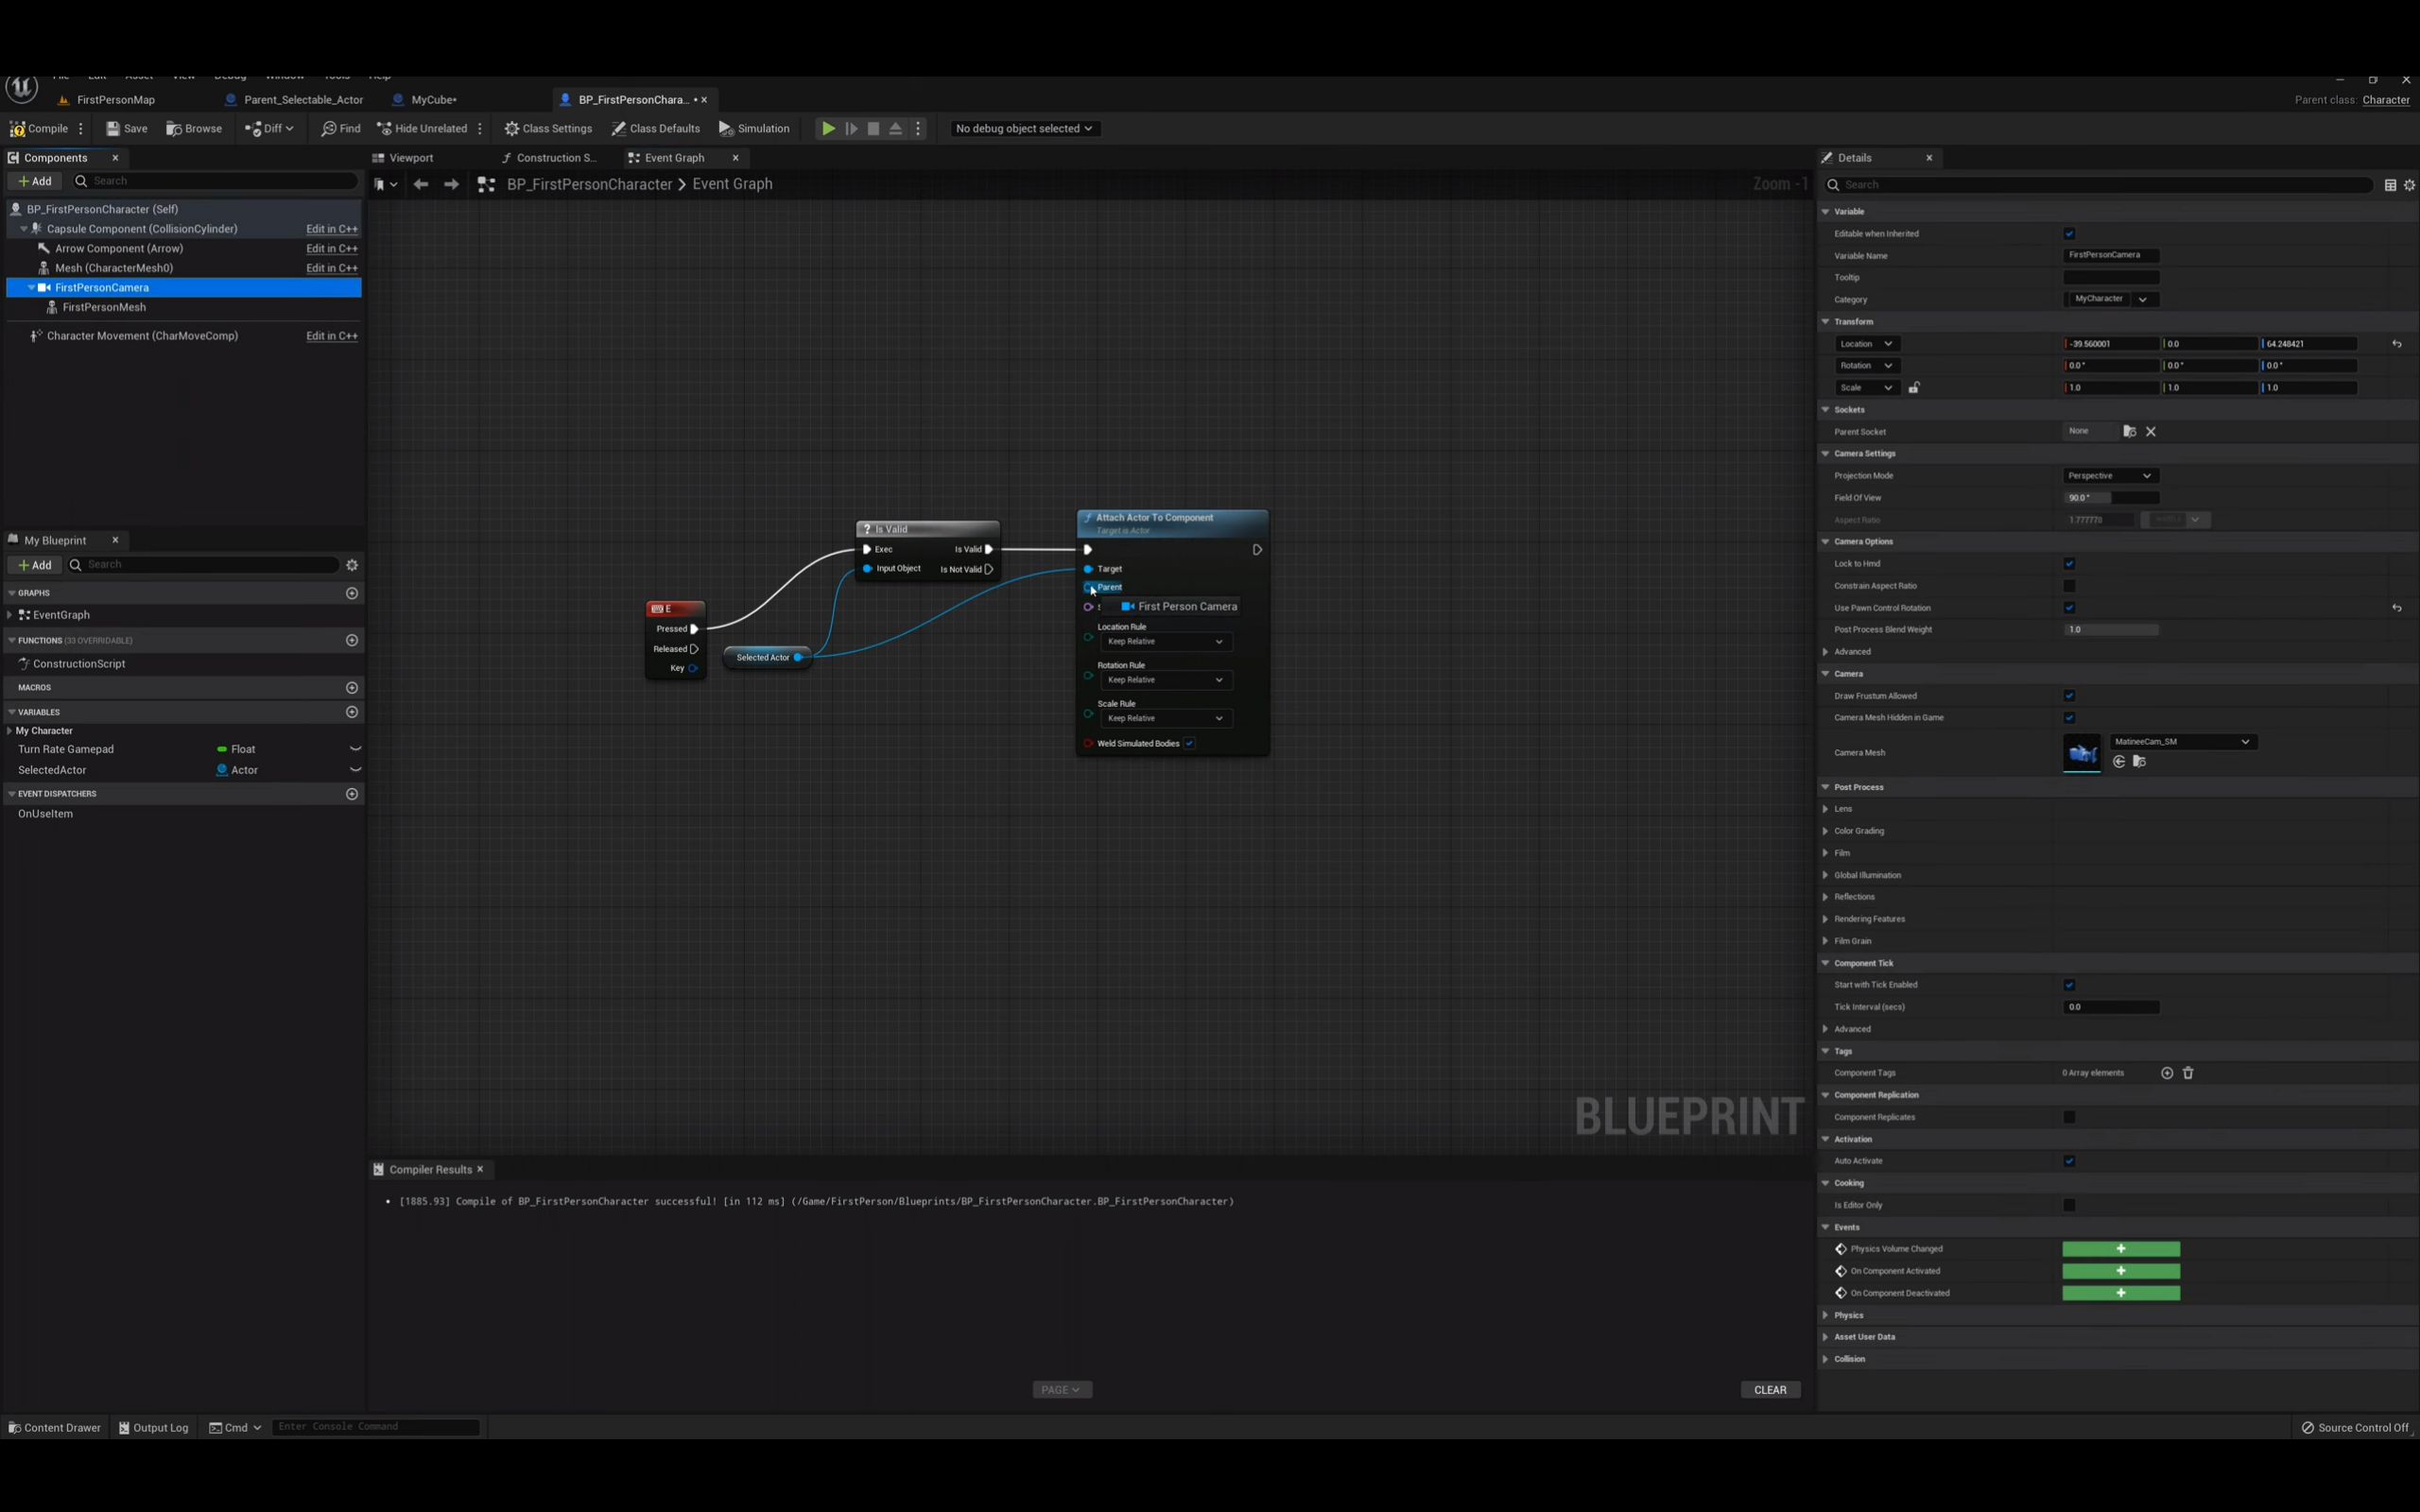 File Edit Asset View Debug Window Tools Help
FirstPersonMap Parent_Selectable_Actor MyCube• BP_FirstPersonChara... •
Parent class: Character
Compile Save Browse Diff Find Hide Unrelated Class Settings Class Defaults Simulation No debug object selected
Components
Add Search
BP_FirstPersonCharacter (Self)
Capsule Component (CollisionCylinder) Edit in C++
Arrow Component (Arrow) Edit in C++
Mesh (CharacterMesh0) Edit in C++
FirstPersonCamera
FirstPersonMesh
Character Movement (CharMoveComp) Edit in C++
My Blueprint
Add Search
GRAPHS
EventGraph
FUNCTIONS (33 OVERRIDABLE)
ConstructionScript
MACROS
VARIABLES
My Character
Turn Rate Gamepad Float
SelectedActor Actor
EVENT DISPATCHERS
OnUseItem
Viewport Construction S... Event Graph
BP_FirstPersonCharacter > Event Graph
Zoom -1
E
Pressed
Released
Key
Selected Actor
Is Valid
Exec Is Valid
Input Object Is Not Valid
Attach Actor To Component
Target is Actor
Target
Parent
First Person Camera
Location Rule
Keep Relative
Rotation Rule
Keep Relative
Scale Rule
Keep Relative
Weld Simulated Bodies
BLUEPRINT
Compiler Results
• [1885.93] Compile of BP_FirstPersonCharacter successful! [in 112 ms] (/Game/FirstPerson/Blueprints/BP_FirstPersonCharacter.BP_FirstPersonCharacter)
PAGE
CLEAR
Details
Search
Variable
Editable when Inherited
Variable Name FirstPersonCamera
Tooltip
Category MyCharacter
Transform
Location -39.560001 0.0 64.248421
Rotation 0.0° 0.0° 0.0°
Scale 1.0 1.0 1.0
Sockets
Parent Socket None
Camera Settings
Projection Mode Perspective
Field Of View 90.0°
Aspect Ratio 1.777778
Camera Options
Lock to Hmd
Constrain Aspect Ratio
Use Pawn Control Rotation
Post Process Blend Weight 1.0
Advanced
Camera
Draw Frustum Allowed
Camera Mesh Hidden in Game
Camera Mesh MatineeCam_SM
Post Process
Lens
Color Grading
Film
Global Illumination
Reflections
Rendering Features
Film Grain
Component Tick
Start with Tick Enabled
Tick Interval (secs) 0.0
Advanced
Tags
Component Tags 0 Array elements
Component Replication
Component Replicates
Activation
Auto Activate
Cooking
Is Editor Only
Events
Physics Volume Changed
On Component Activated
On Component Deactivated
Physics
Asset User Data
Collision
Content Drawer Output Log Cmd Enter Console Command Source Control Off